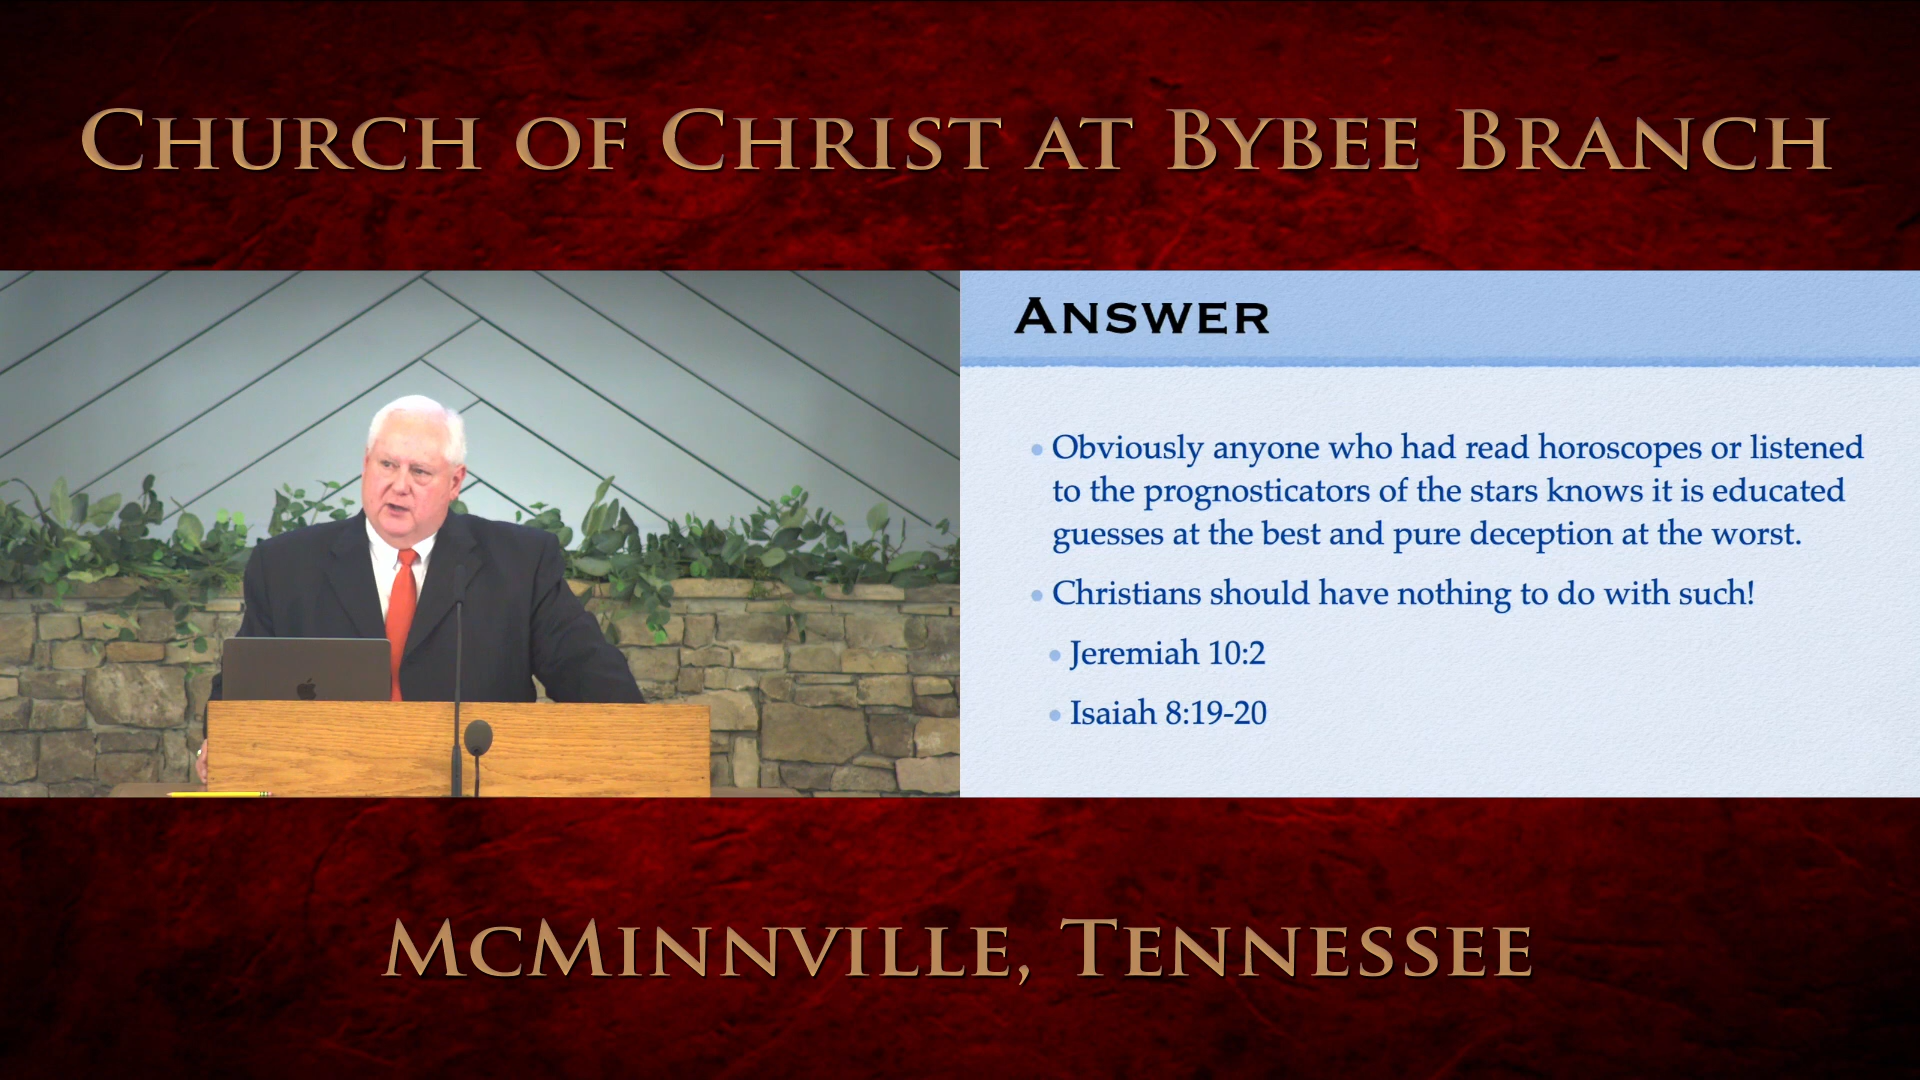 Church of Christ at Bybee Branch
Answer
• Obviously anyone who had read horoscopes or listened
to the prognosticators of the stars knows it is educated
guesses at the best and pure deception at the worst.
• Christians should have nothing to do with such!
• Jeremiah 10:2
• Isaiah 8:19-20
McMinnville, Tennessee